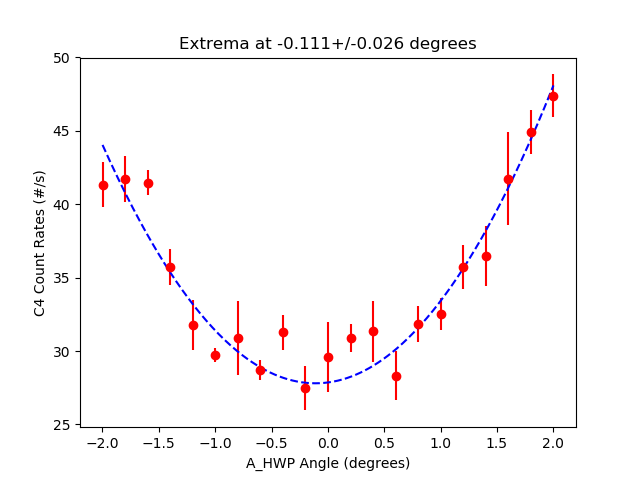 Extrema at -0.111+/-0.026 degrees
C4 Count Rates (#/s)
50
45
40
35
30
25
−2.0 −1.5 −1.0 −0.5 0.0 0.5 1.0 1.5 2.0
A_HWP Angle (degrees)